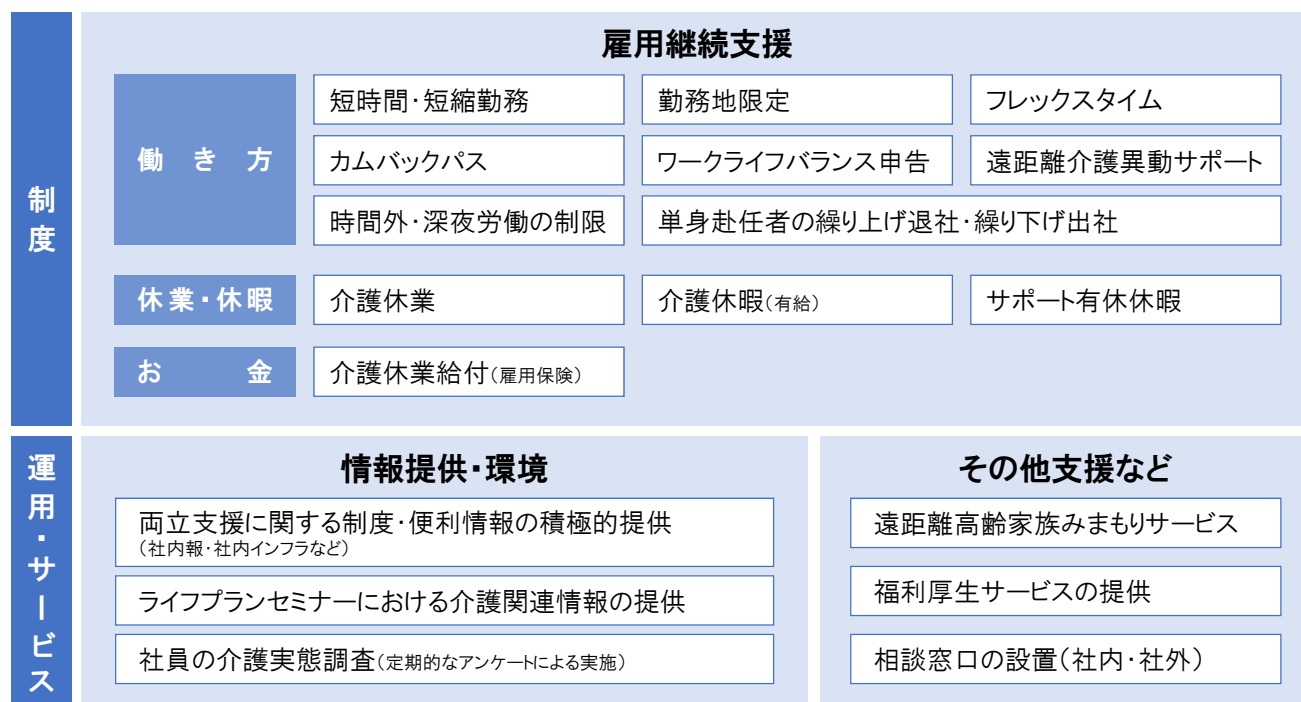 制度
雇用継続支援
働き方
短時間・短縮勤務
勤務地限定
フレックスタイム
カムバックパス
ワークライフバランス申告
遠距離介護異動サポート
時間外・深夜労働の制限
単身赴任者の繰り上げ退社・繰り下げ出社
休業・休暇
介護休業
介護休暇(有給)
サポート有休休暇
お金
介護休業給付(雇用保険)
運用・サービス
情報提供・環境
両立支援に関する制度・便利情報の積極的提供
(社内報・社内インフラなど)
ライフプランセミナーにおける介護関連情報の提供
社員の介護実態調査(定期的なアンケートによる実施)
その他支援など
遠距離高齢家族みまもりサービス
福利厚生サービスの提供
相談窓口の設置(社内・社外)